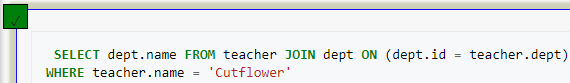 ✓
SELECT dept.name FROM teacher JOIN dept ON (dept.id = teacher.dept)
WHERE teacher.name = 'Cutflower'